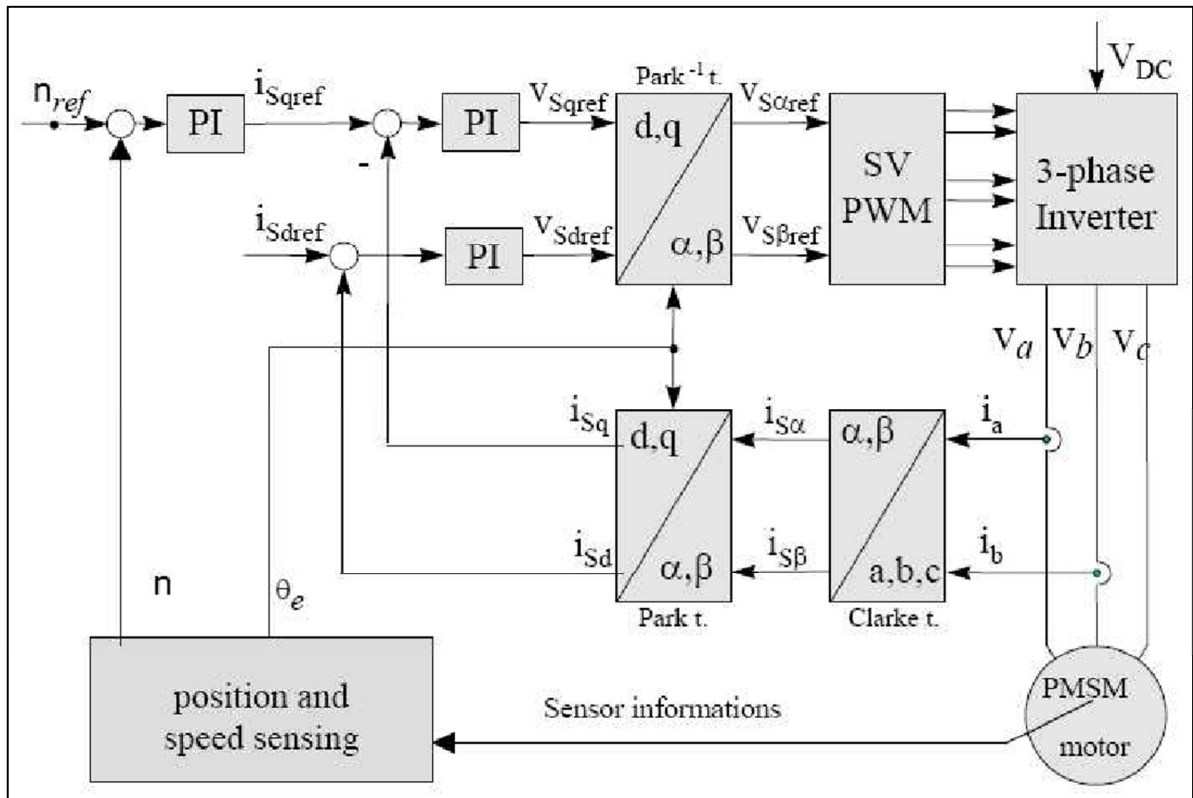 Park⁻¹ t.
V_DC
n_ref
i_Sqref
v_Sqref
v_Sαref
PI
PI
d,q
SV
PWM
3-phase
Inverter
-
i_Sdref
v_Sdref
v_Sβref
PI
α,β
v_a v_b v_c
i_Sq
i_Sα
i_a
d,q
α,β
i_Sd
i_Sβ
i_b
α,β
a,b,c
n
θ_e
Park t.
Clarke t.
position and
speed sensing
Sensor informations
PMSM
motor